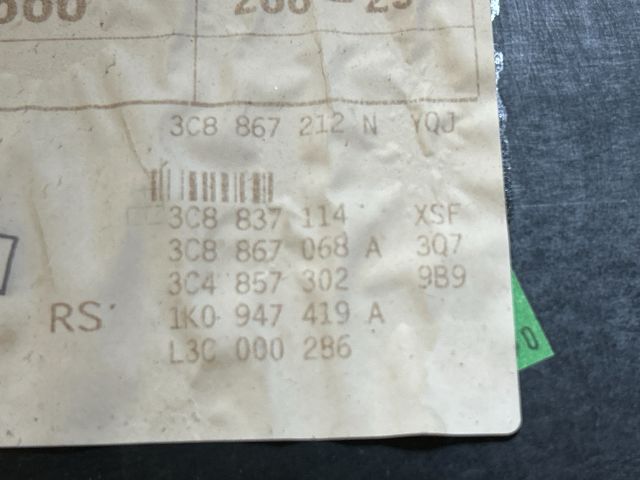 3C8 867 212 N YQJ
3C8 837 114 XSF
3C8 867 068 A 3Q7
3C4 857 302 9B9
RS 1K0 947 419 A
L3C 000 2B6